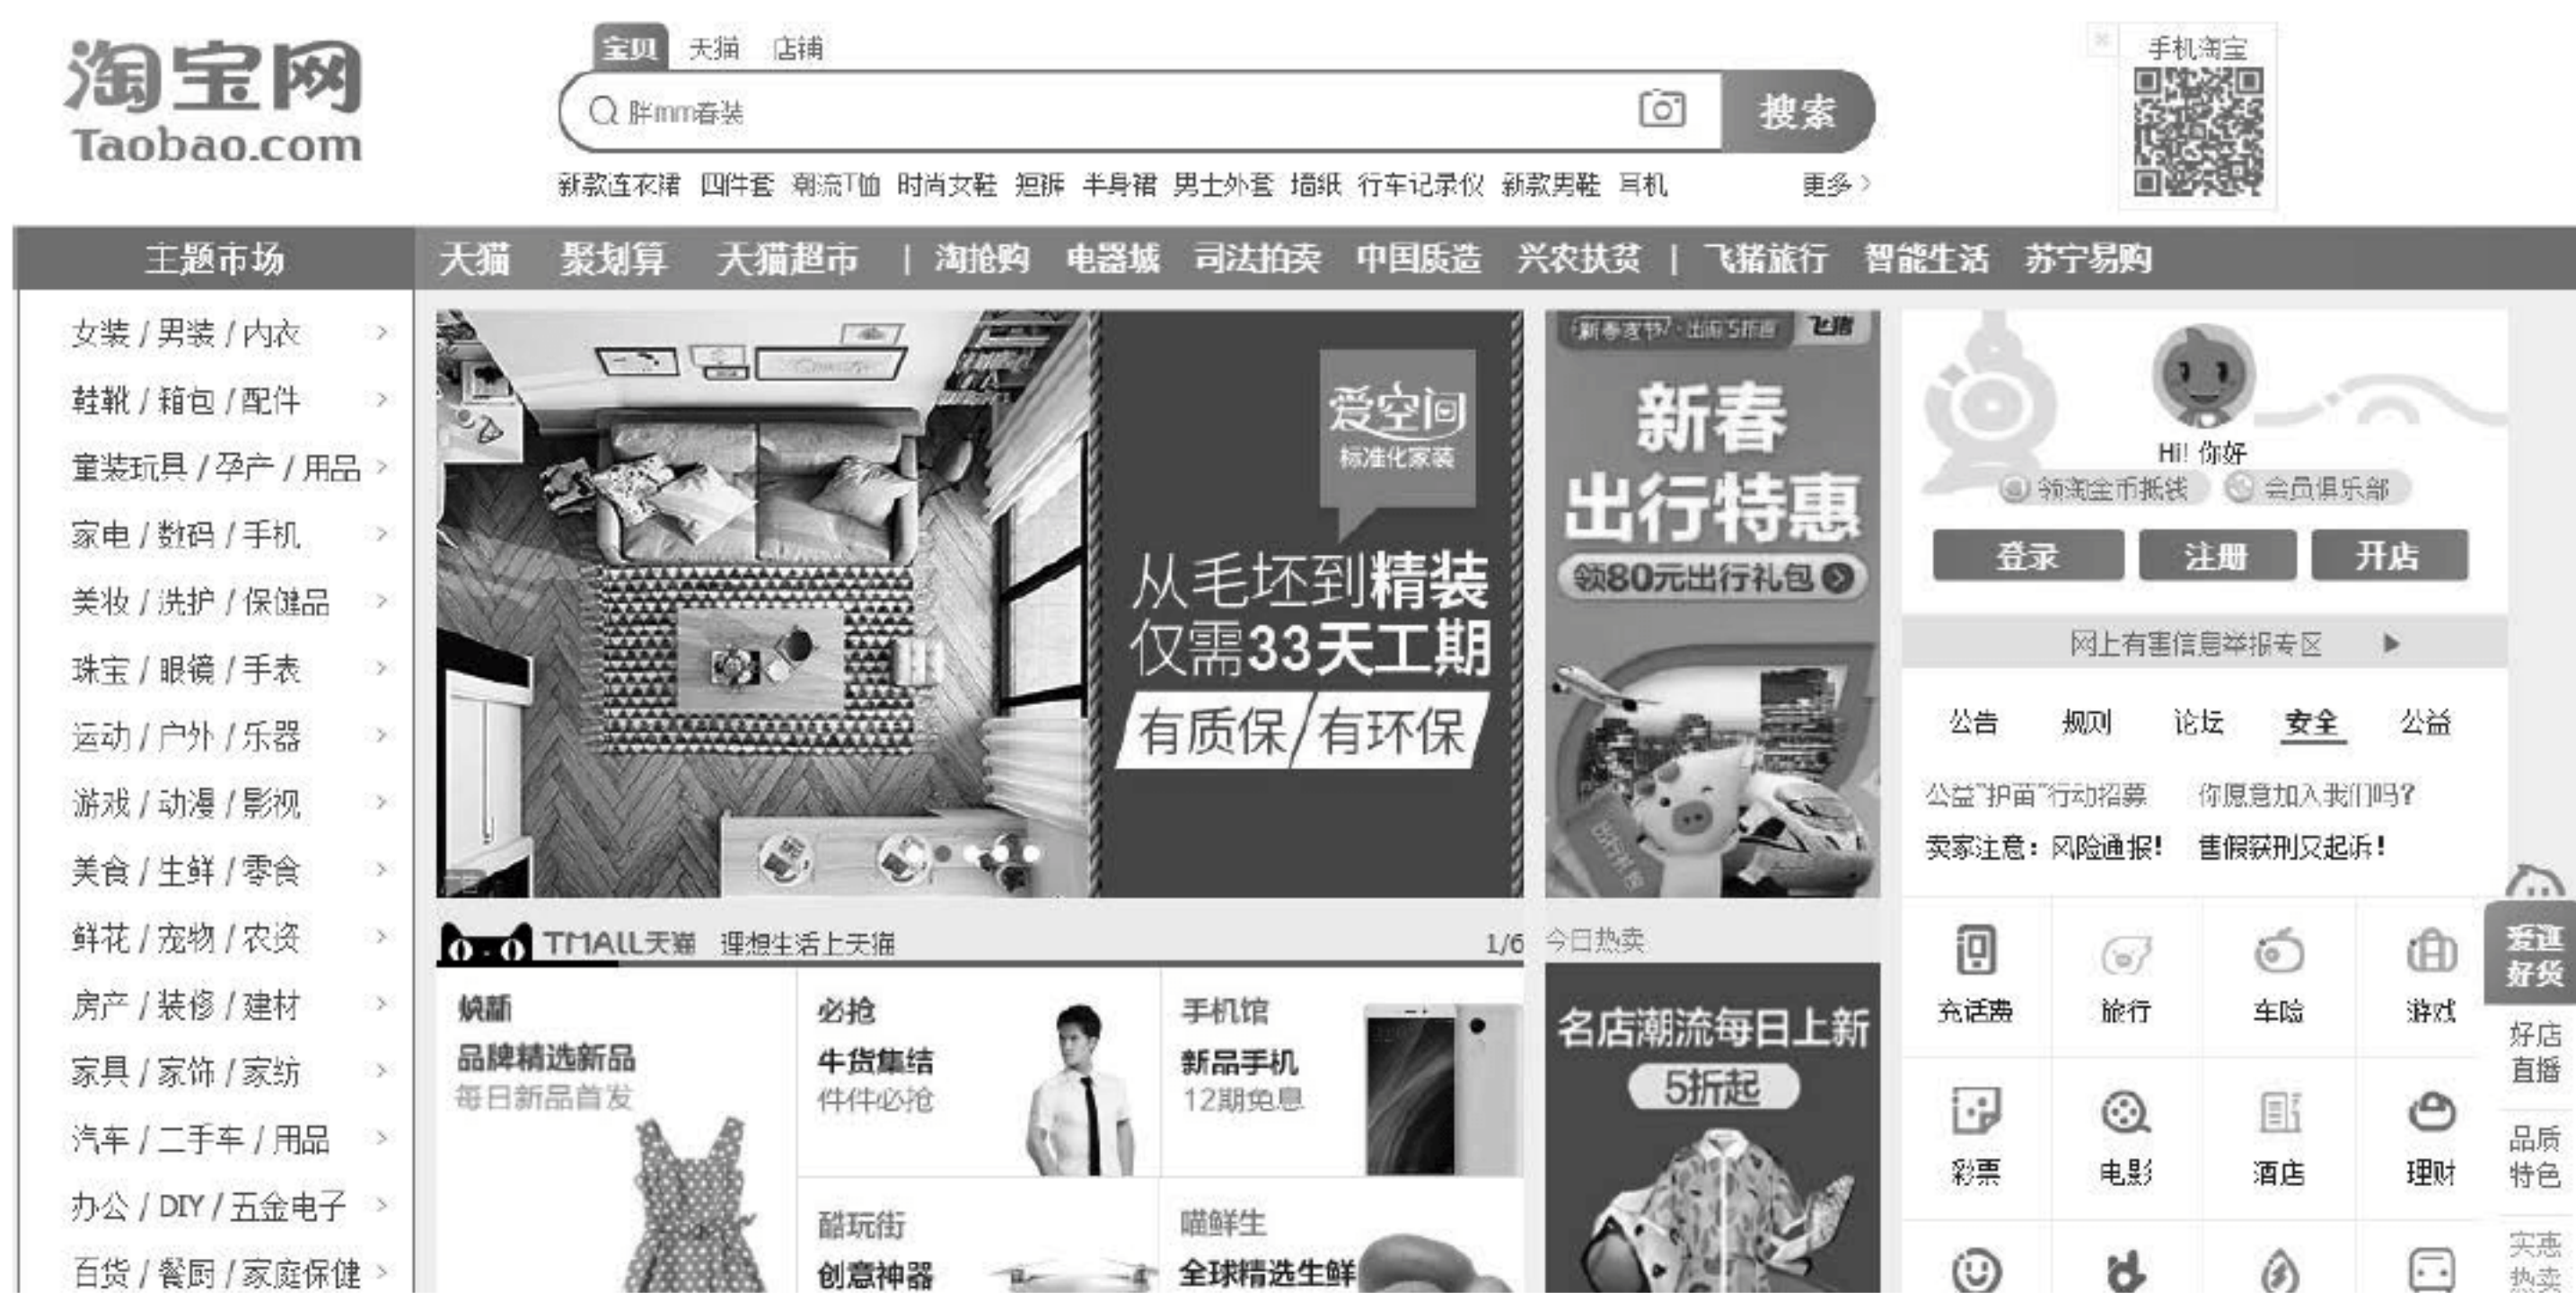 淘宝网
Taobao.com
宝贝 天猫 店铺
胖mm春装
搜索
新款连衣裙 四件套 潮流T恤 时尚女鞋 短裤 半身裙 男士外套 墙纸 行车记录仪 新款男鞋 耳机 更多
手机淘宝
主题市场
天猫 聚划算 天猫超市 | 淘抢购 电器城 司法拍卖 中国质造 兴农扶贫 | 飞猪旅行 智能生活 苏宁易购
女装 / 男装 / 内衣
鞋靴 / 箱包 / 配件
童装玩具 / 孕产 / 用品
家电 / 数码 / 手机
美妆 / 洗护 / 保健品
珠宝 / 眼镜 / 手表
运动 / 户外 / 乐器
游戏 / 动漫 / 影视
美食 / 生鲜 / 零食
鲜花 / 宠物 / 农资
房产 / 装修 / 建材
家具 / 家饰 / 家纺
汽车 / 二手车 / 用品
办公 / DIY / 五金电子
百货 / 餐厨 / 家庭保健
爱空间
标准化家装
从毛坯到精装
仅需33天工期
有质保/有环保
广告
飞猪
新春
出行特惠
领80元出行礼包
Hi! 你好
领淘金币抵钱 会员俱乐部
登录 注册 开店
网上有害信息举报专区
公告 规则 论坛 安全 公益
公益"护苗"行动招募 你愿意加入我们吗?
卖家注意：风险通报! 售假获刑又起诉!
TMALL天猫 理想生活上天猫 1/6
焕新
品牌精选新品
每日新品首发
必抢
牛货集结
件件必抢
手机馆
新品手机
12期免息
酷玩街
创意神器
喵鲜生
全球精选生鲜
今日热卖
名店潮流每日上新
5折起
充话费 旅行 车险 游戏
彩票 电影 酒店 理财
爱逛
好货
好店
直播
品质
特色
实惠
热卖